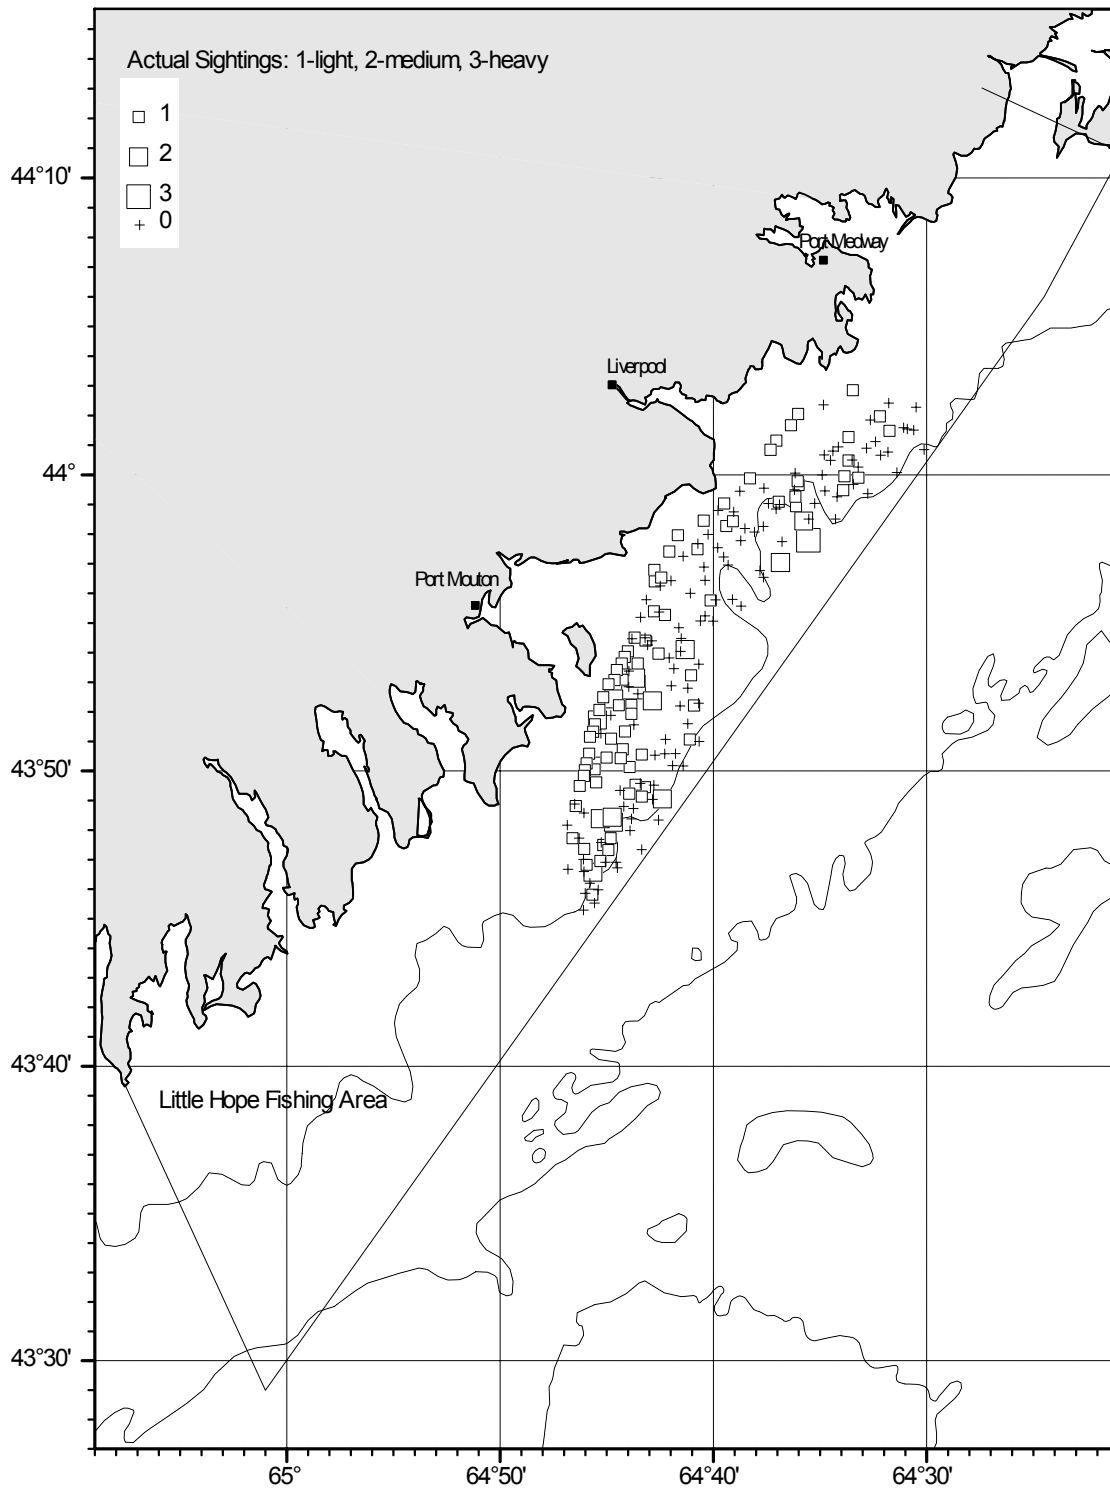 Actual Sightings: 1-light, 2-medium, 3-heavy
1
2
3
0
44°10'
Port Medway
Liverpool
44°
Port Mouton
43°50'
43°40'
Little Hope Fishing Area
43°30'
65°
64°50'
64°40'
64°30'